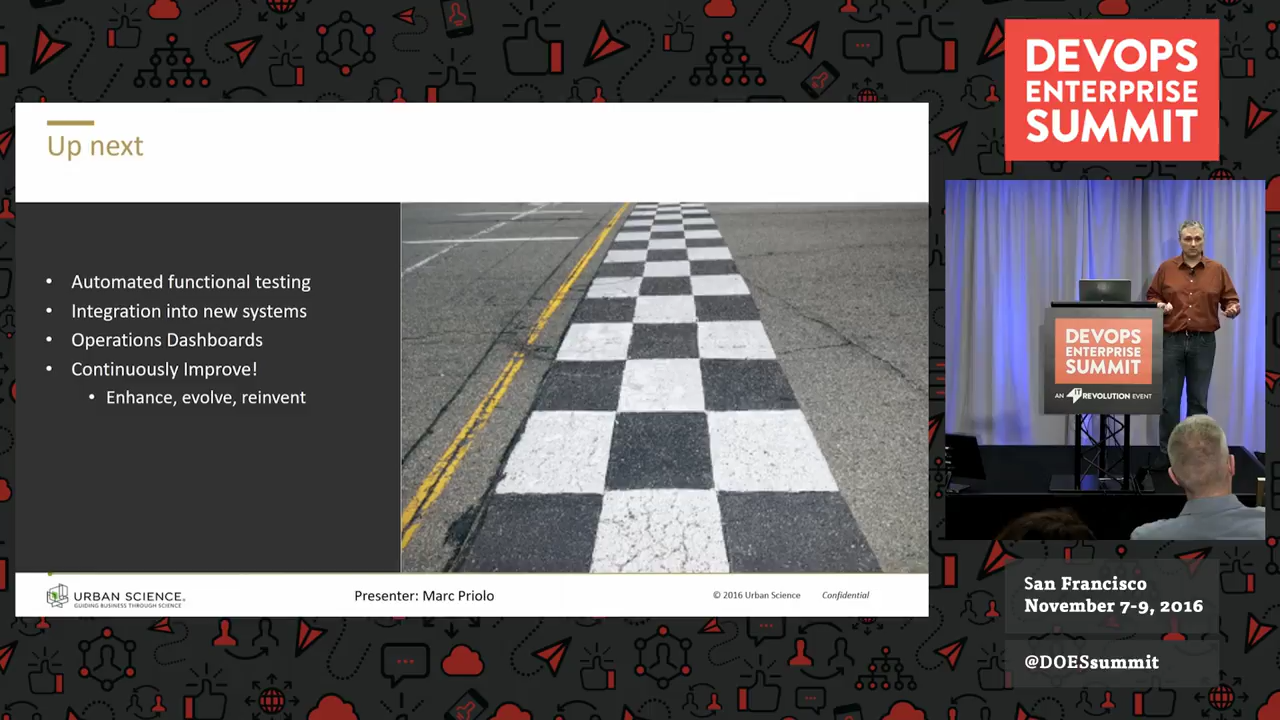 Up next
• Automated functional testing
• Integration into new systems
• Operations Dashboards
• Continuously Improve!
• Enhance, evolve, reinvent
URBAN SCIENCE®
GUIDING BUSINESS THROUGH SCIENCE
Presenter: Marc Priolo
© 2016 Urban Science
Confidential
DEVOPS
ENTERPRISE
SUMMIT
DEVOPS
ENTERPRISE
SUMMIT
AN IT REVOLUTION EVENT
San Francisco
November 7-9, 2016
@DOESsummit